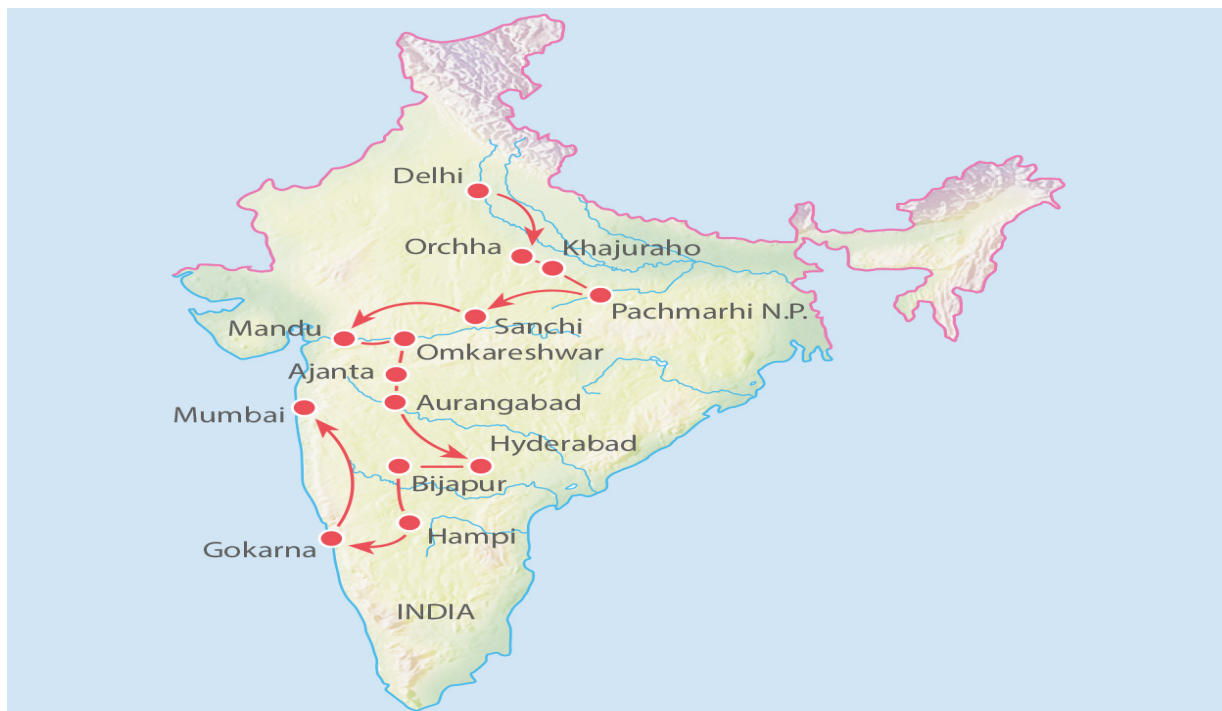 Delhi
Orchha
Khajuraho
Pachmarhi N.P.
Sanchi
Mandu
Omkareshwar
Ajanta
Aurangabad
Mumbai
Hyderabad
Bijapur
Hampi
Gokarna
INDIA